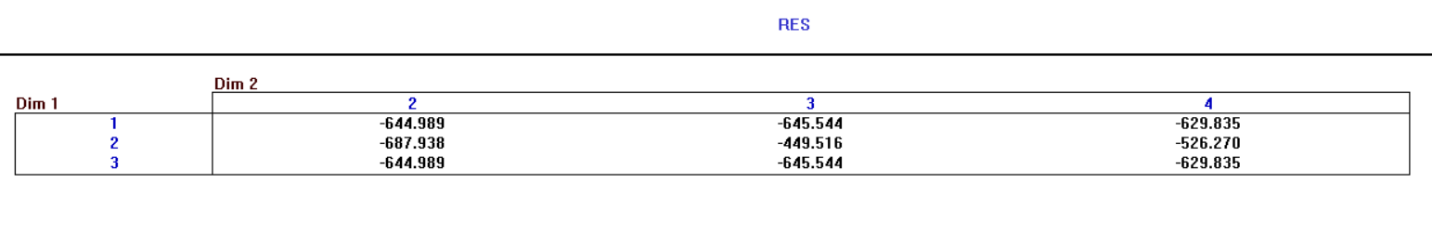 RES
Dim 2
Dim 1 2 3 4
1 -644.989 -645.544 -629.835
2 -687.938 -449.516 -526.270
3 -644.989 -645.544 -629.835